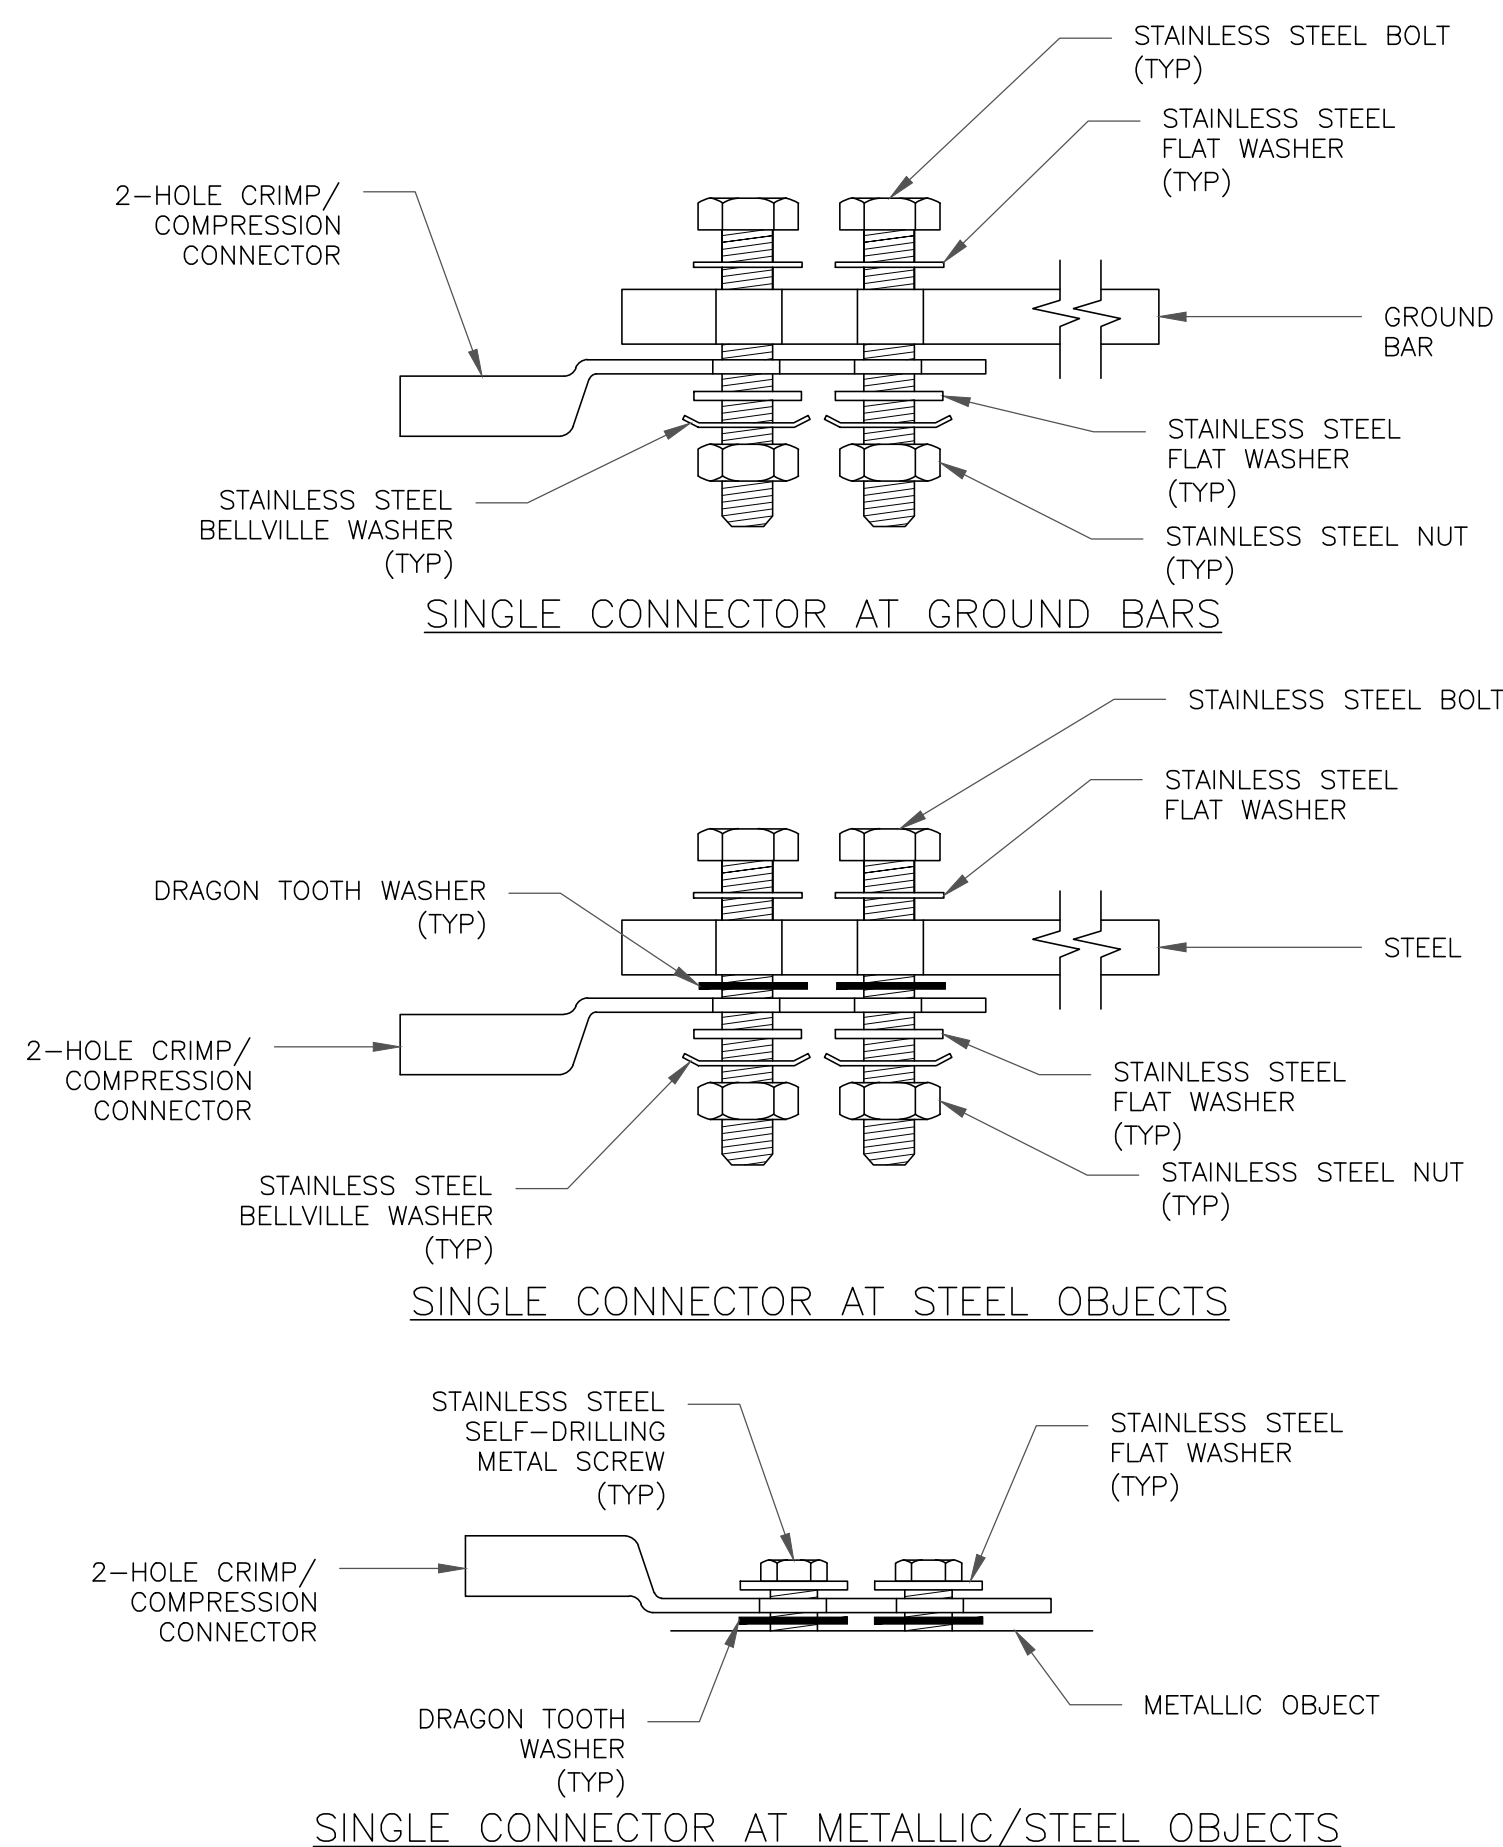 STAINLESS STEEL BOLT
(TYP)
STAINLESS STEEL
FLAT WASHER
(TYP)
2-HOLE CRIMP/
COMPRESSION
CONNECTOR
GROUND
BAR
STAINLESS STEEL
FLAT WASHER
(TYP)
STAINLESS STEEL
BELLVILLE WASHER
(TYP)
STAINLESS STEEL NUT
(TYP)
SINGLE CONNECTOR AT GROUND BARS
STAINLESS STEEL BOLT
STAINLESS STEEL
FLAT WASHER
DRAGON TOOTH WASHER
(TYP)
STEEL
2-HOLE CRIMP/
COMPRESSION
CONNECTOR
STAINLESS STEEL
FLAT WASHER
(TYP)
STAINLESS STEEL NUT
(TYP)
STAINLESS STEEL
BELLVILLE WASHER
(TYP)
SINGLE CONNECTOR AT STEEL OBJECTS
STAINLESS STEEL
SELF-DRILLING
METAL SCREW
(TYP)
STAINLESS STEEL
FLAT WASHER
(TYP)
2-HOLE CRIMP/
COMPRESSION
CONNECTOR
METALLIC OBJECT
DRAGON TOOTH
WASHER
(TYP)
SINGLE CONNECTOR AT METALLIC/STEEL OBJECTS